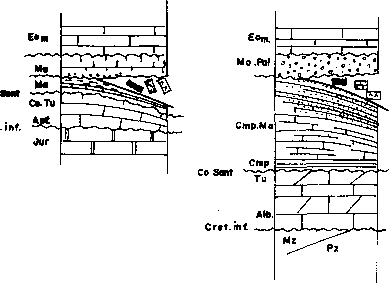 Eom
Ma
Ma
Sant
Co.Tu
Apt.
. inf.
Jur
Eom.
Mo.Pal
Cmp.Ma
Cmp
Co Sant
Tu
Alb.
Cret.inf.
Mz
Pz